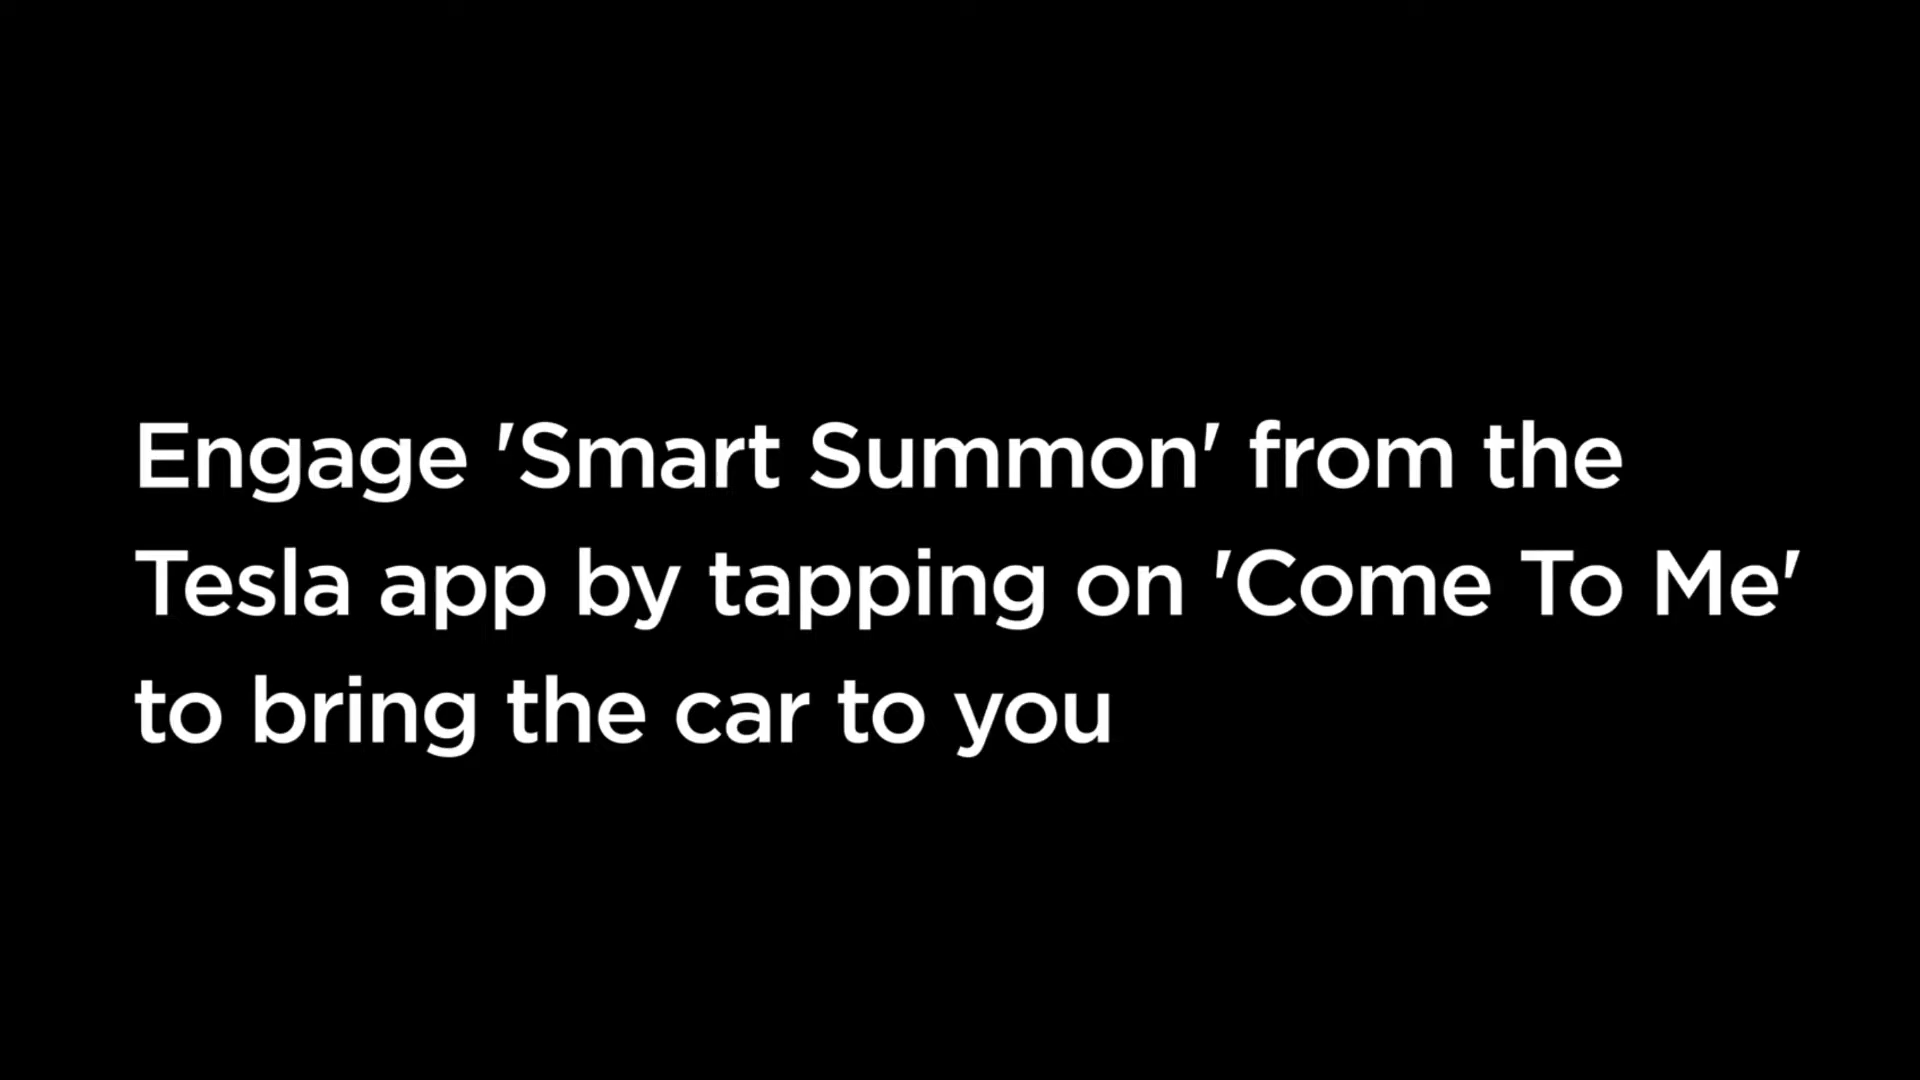 Engage 'Smart Summon' from the
Tesla app by tapping on 'Come To Me'
to bring the car to you